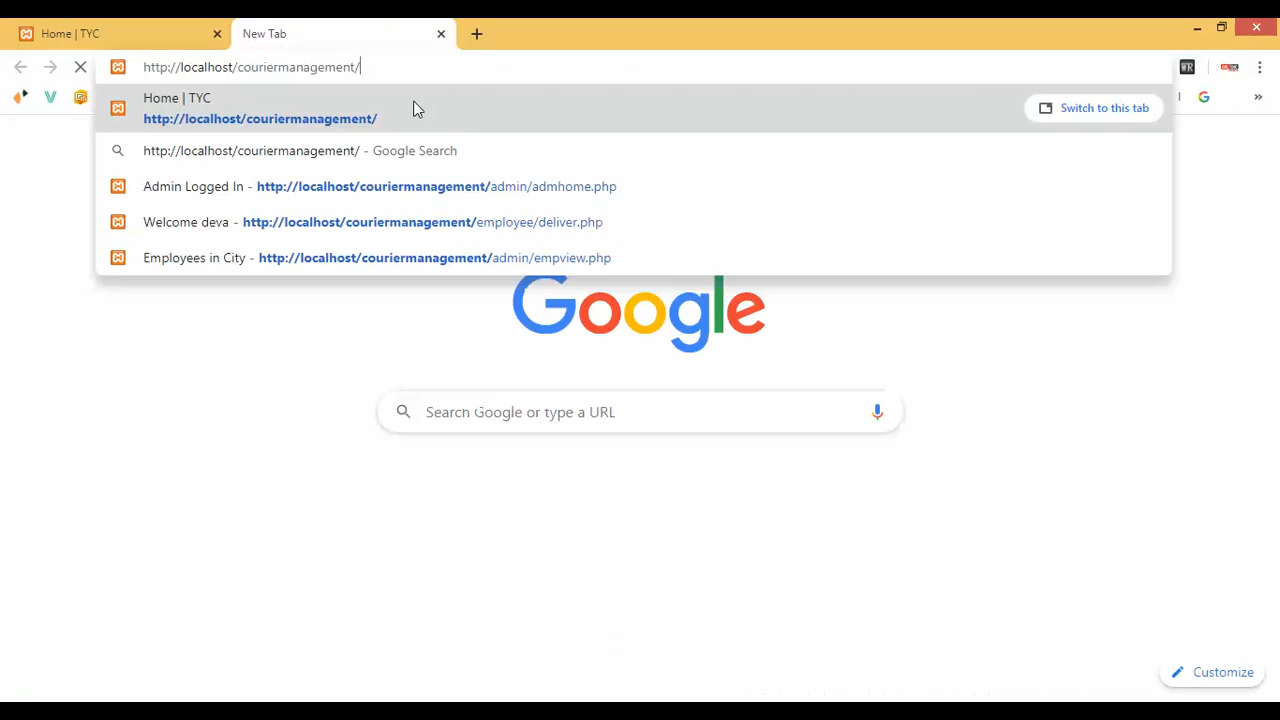 Home | TYC
New Tab
http://localhost/couriermanagement/
WR
Home | TYC
http://localhost/couriermanagement/
Switch to this tab
http://localhost/couriermanagement/ - Google Search
Admin Logged In - http://localhost/couriermanagement/admin/admhome.php
Welcome deva - http://localhost/couriermanagement/employee/deliver.php
Employees in City - http://localhost/couriermanagement/admin/empview.php
Google
Search Google or type a URL
Customize